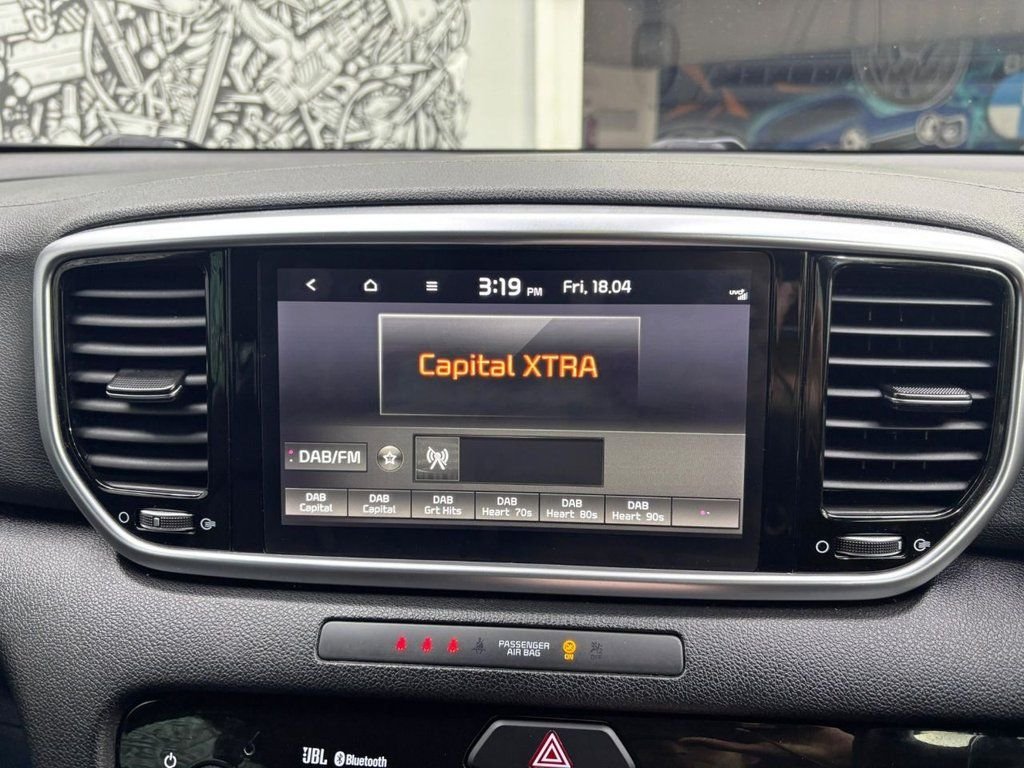 3:19 PM Fri, 18.04
UVO
Capital XTRA
DAB/FM
DAB Capital
DAB Capital
DAB Grt Hits
DAB Heart 70s
DAB Heart 80s
DAB Heart 90s
PASSENGER
AIR BAG
ON
JBL Bluetooth